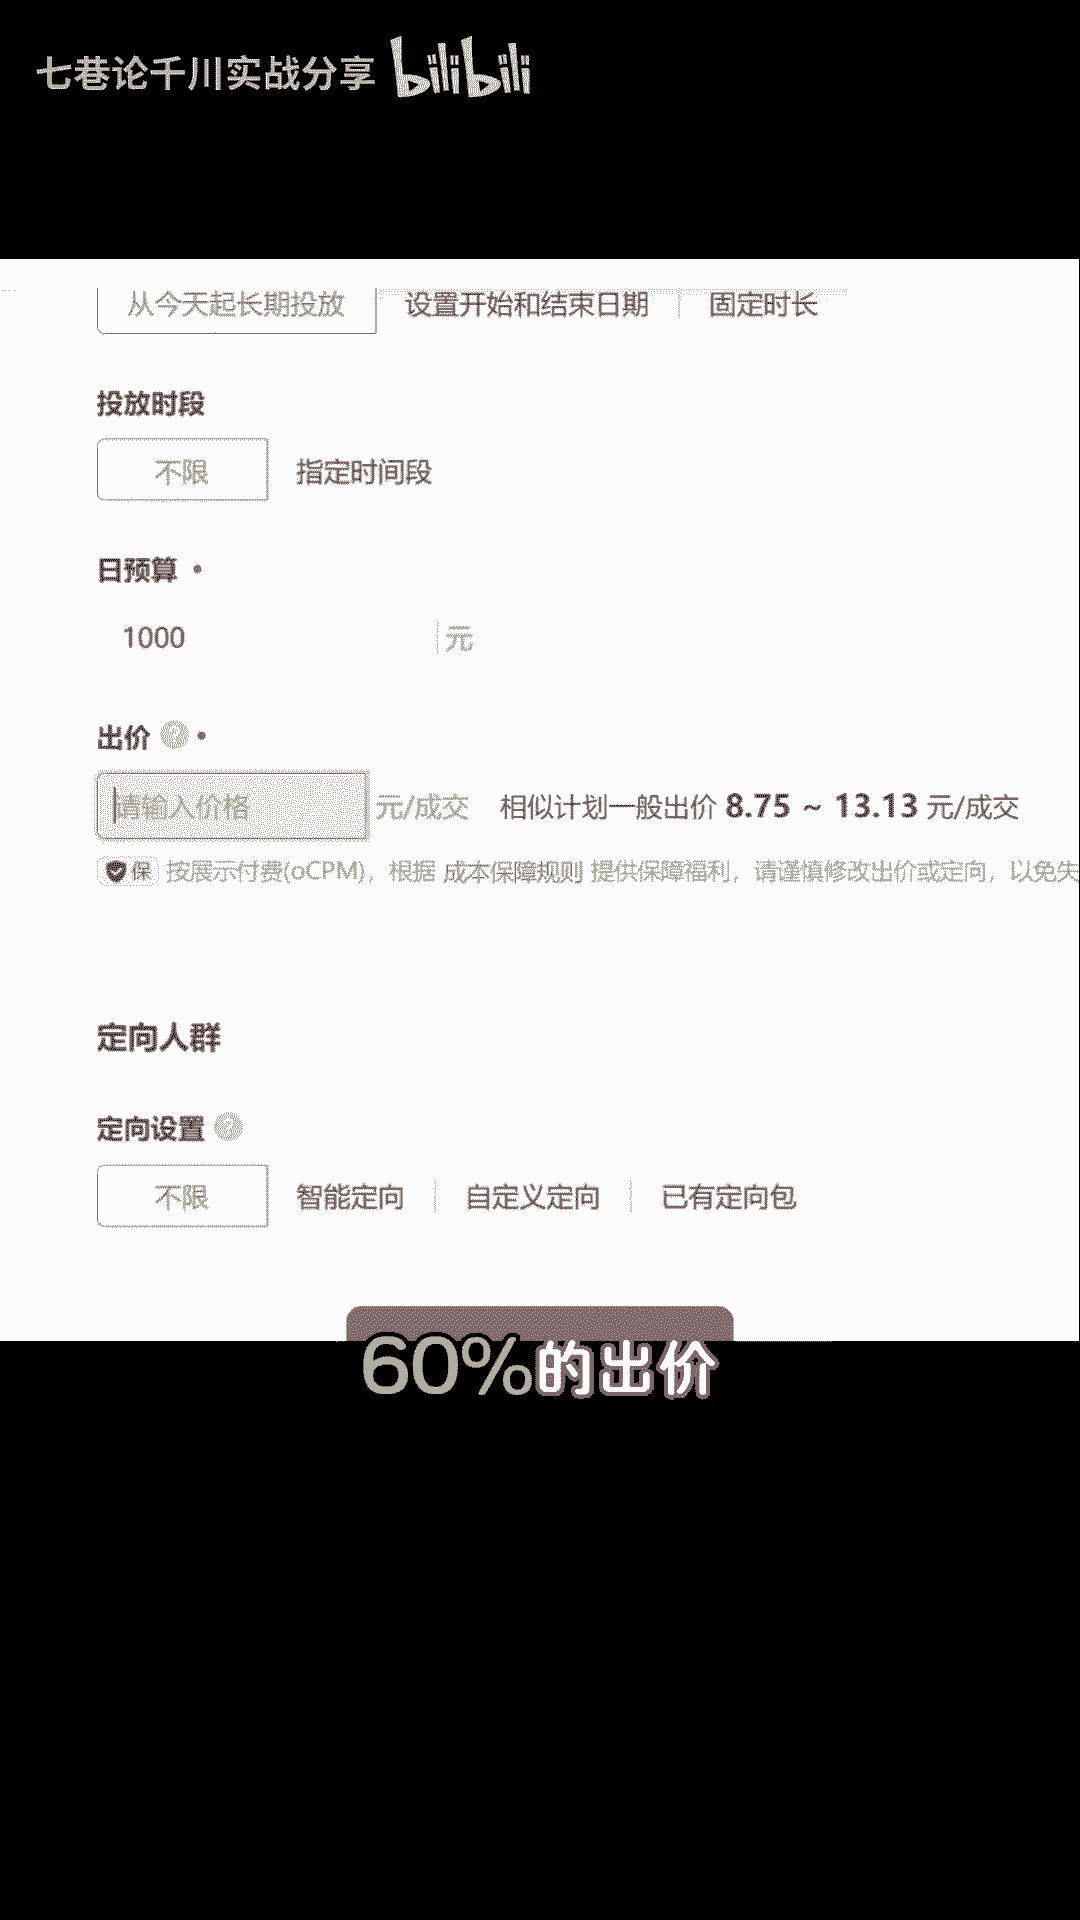 七巷论千川实战分享 bilibili
从今天起长期投放 设置开始和结束日期 固定时长
投放时段
不限 指定时间段
日预算
1000 元
出价 ?
请输入价格 元/成交 相似计划一般出价 8.75 ~ 13.13 元/成交
保 按展示付费(oCPM)，根据 成本保障规则 提供保障福利，请谨慎修改出价或定向，以免失
定向人群
定向设置 ?
不限 智能定向 自定义定向 已有定向包
60%的出价